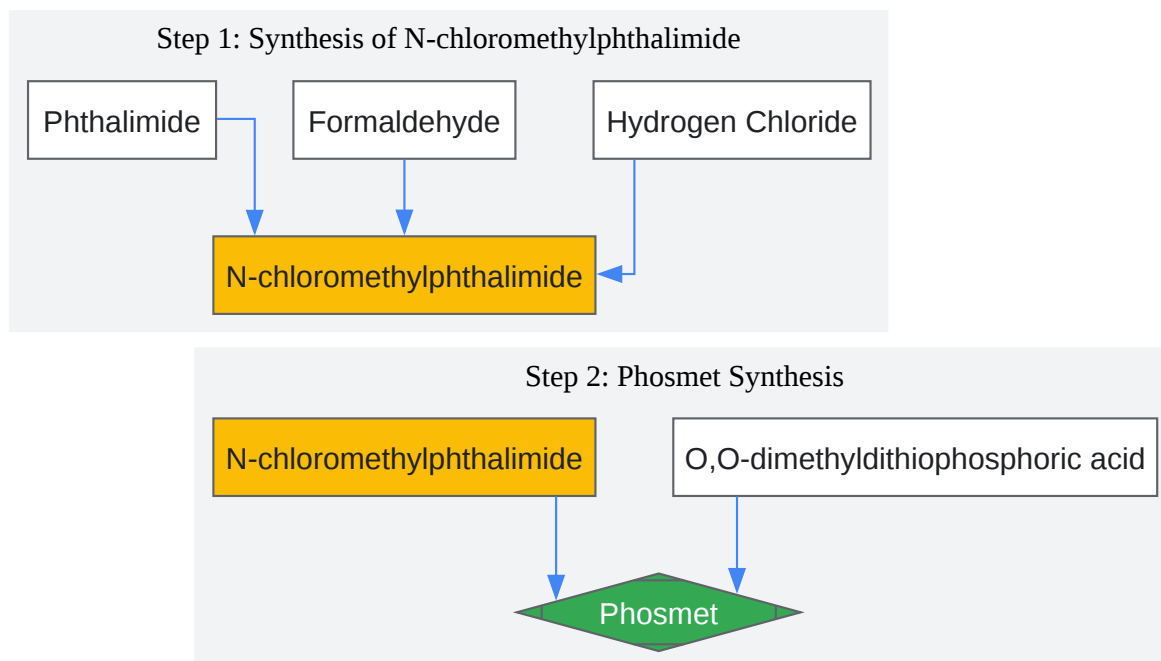 Step 1: Synthesis of N-chloromethylphthalimide
Phthalimide
Formaldehyde
Hydrogen Chloride
N-chloromethylphthalimide
Step 2: Phosmet Synthesis
N-chloromethylphthalimide
O,O-dimethyldithiophosphoric acid
Phosmet